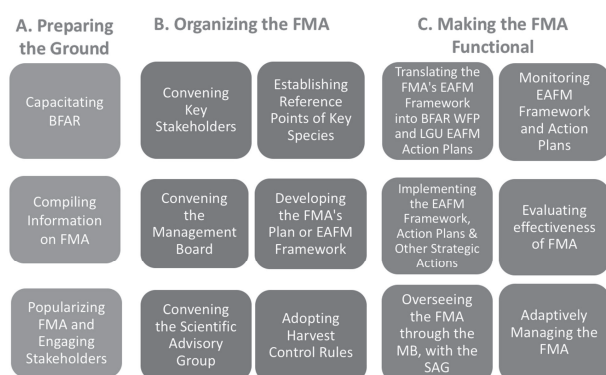 A. Preparing
the Ground
Capacitating
BFAR
Compiling
Information
on FMA
Popularizing
FMA and
Engaging
Stakeholders
B. Organizing the FMA
Convening
Key
Stakeholders
Convening
the
Management
Board
Convening
the Scientific
Advisory
Group
Establishing
Reference
Points of Key
Species
Developing
the FMA's
Plan or EAFM
Framework
Adopting
Harvest
Control Rules
C. Making the FMA
Functional
Translating the
FMA's EAFM
Framework
into BFAR WFP
and LGU EAFM
Action Plans
Implementing
the EAFM
Framework,
Action Plans &
Other Strategic
Actions
Overseeing
the FMA
through the
MB, with the
SAG
Monitoring
EAFM
Framework
and Action
Plans
Evaluating
effectiveness
of FMA
Adaptively
Managing the
FMA